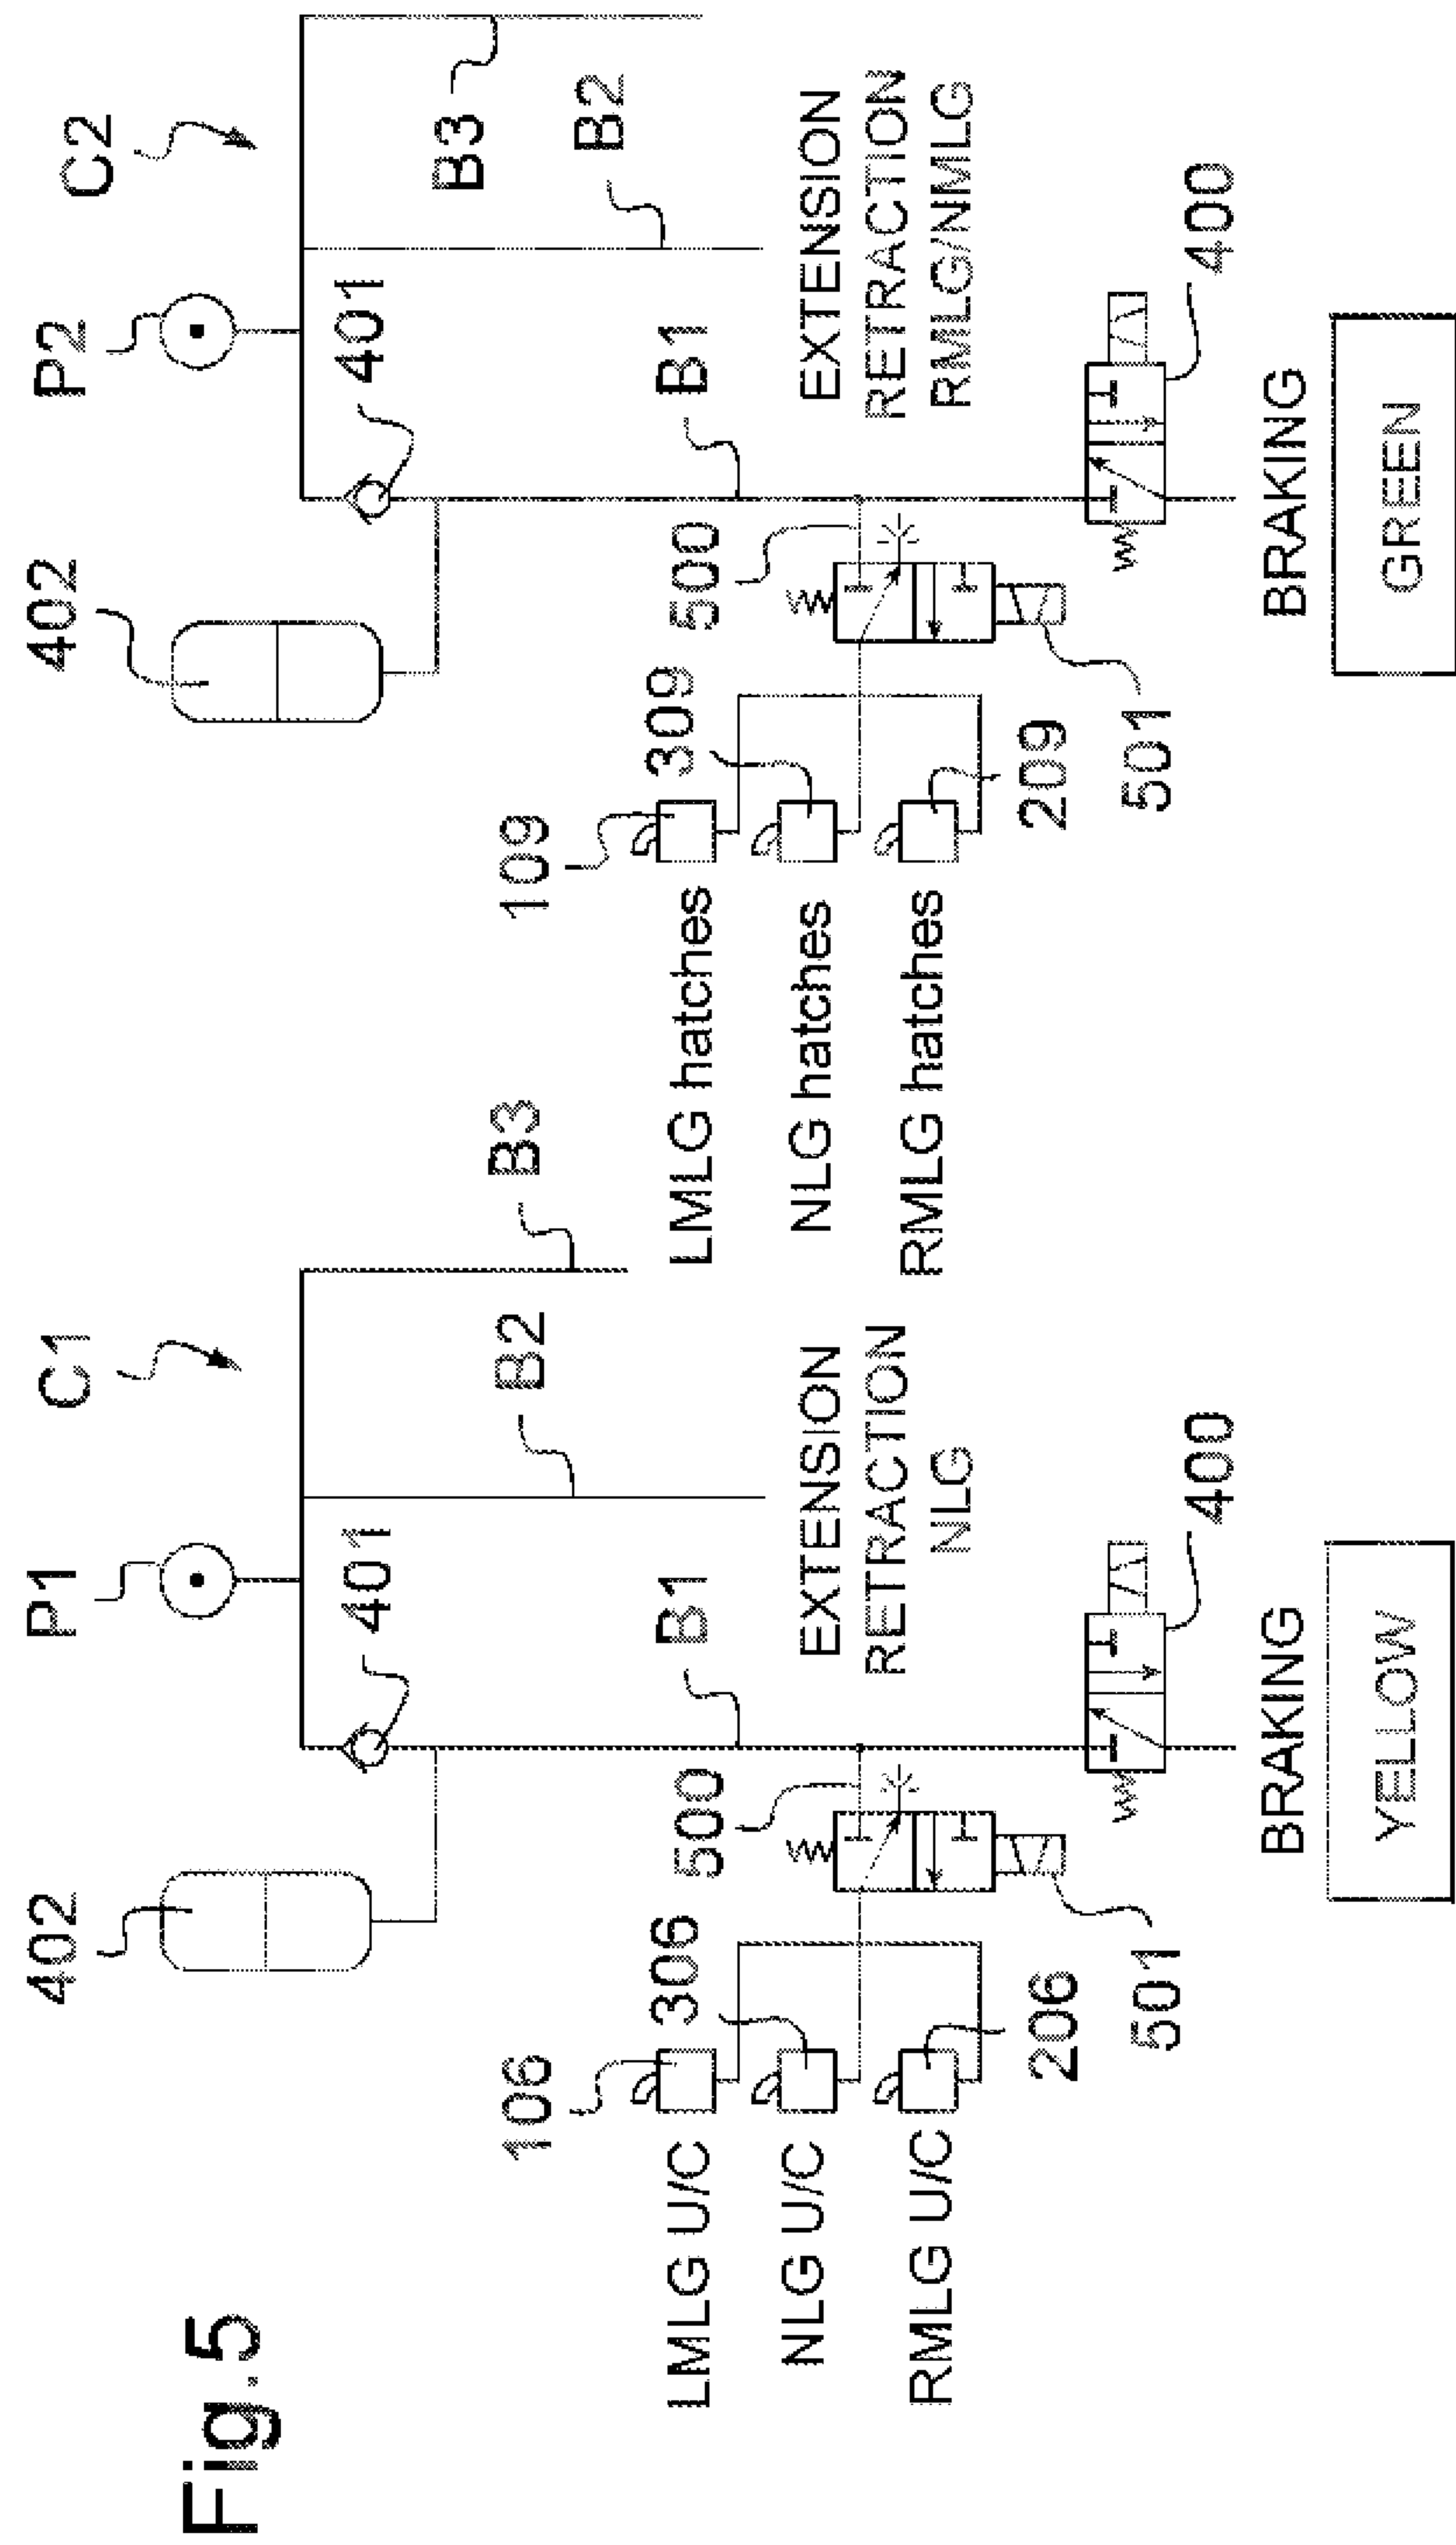 Fig.5
P1
C1
402
401
B3
B2
B1
500
106
306
206
501
LMLG U/C
NLG U/C
RMLG U/C
EXTENSION
RETRACTION
NLG
400
BRAKING
YELLOW
P2
C2
402
401
B3
B2
B1
500
109
309
209
501
LMLG hatches
NLG hatches
RMLG hatches
EXTENSION
RETRACTION
RMLG/NMLG
400
BRAKING
GREEN